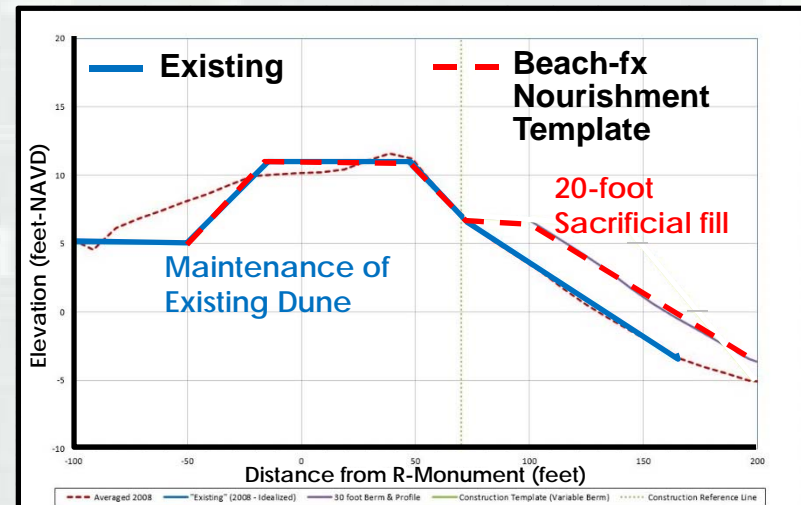 Existing
Beach-fx
Nourishment
Template
20-foot
Sacrificial fill
Maintenance of
Existing Dune
Elevation (feet-NAVD)
20
15
10
5
0
-5
-10
-100
-50
0
50
100
150
200
Distance from R-Monument (feet)
Averaged 2008
"Existing" (2008 - Idealized)
30 foot Berm & Profile
Construction Template (Variable Berm)
Construction Reference Line